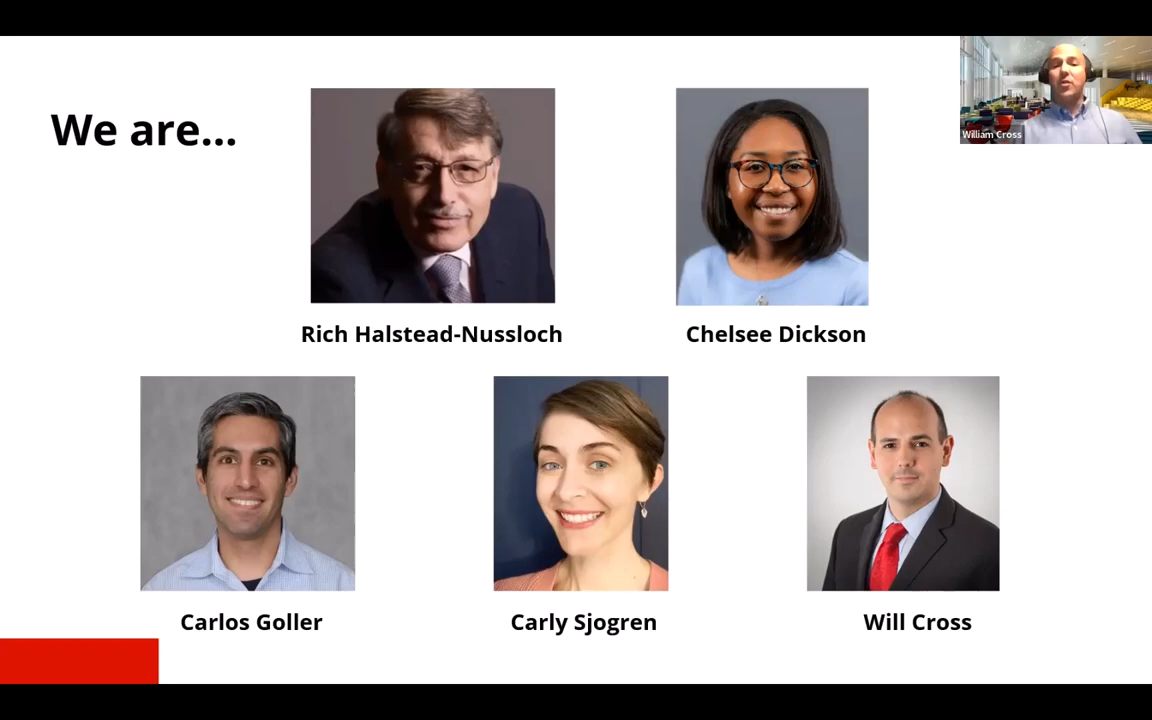 We are...
William Cross
Rich Halstead-Nussloch
Chelsee Dickson
Carlos Goller
Carly Sjogren
Will Cross